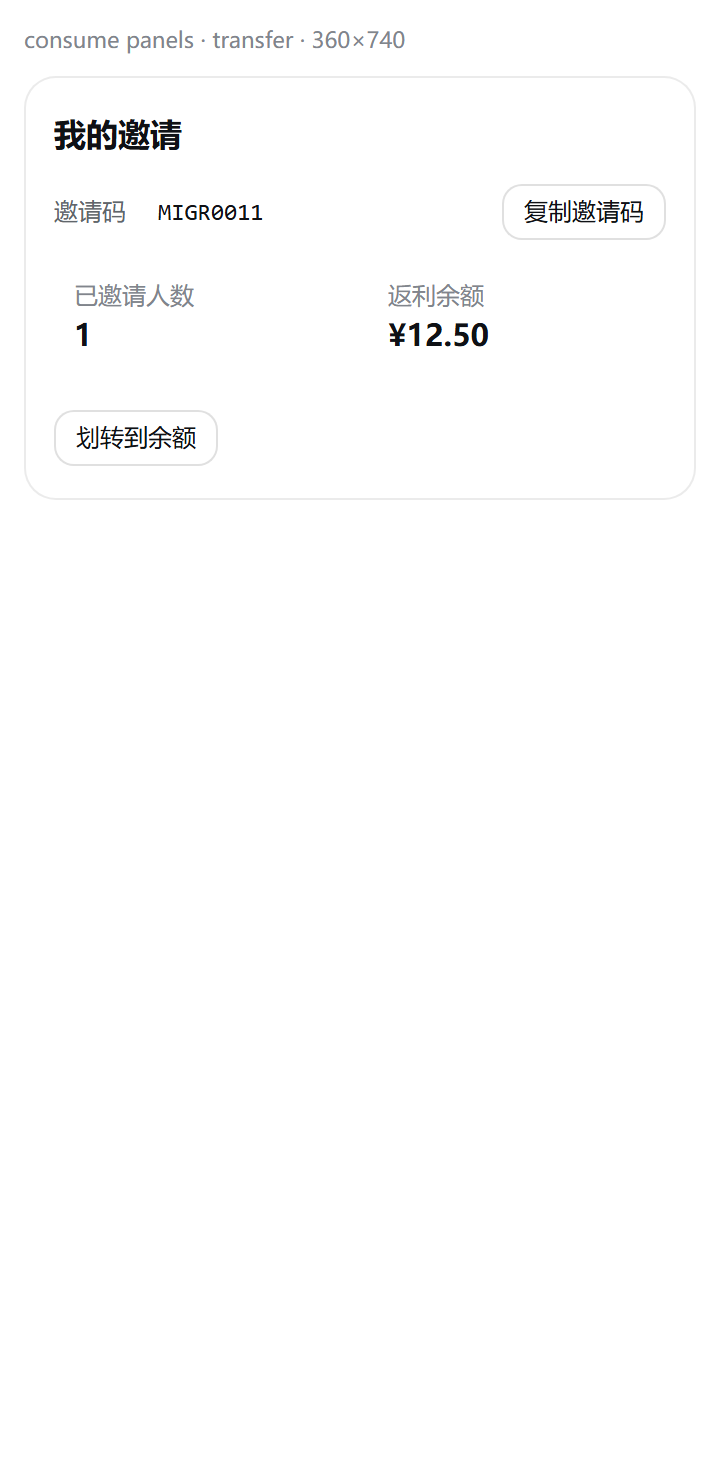 consume panels · transfer · 360×740
我的邀请
邀请码 MIGR0011 复制邀请码
已邀请人数 返利余额
1 ¥12.50
划转到余额